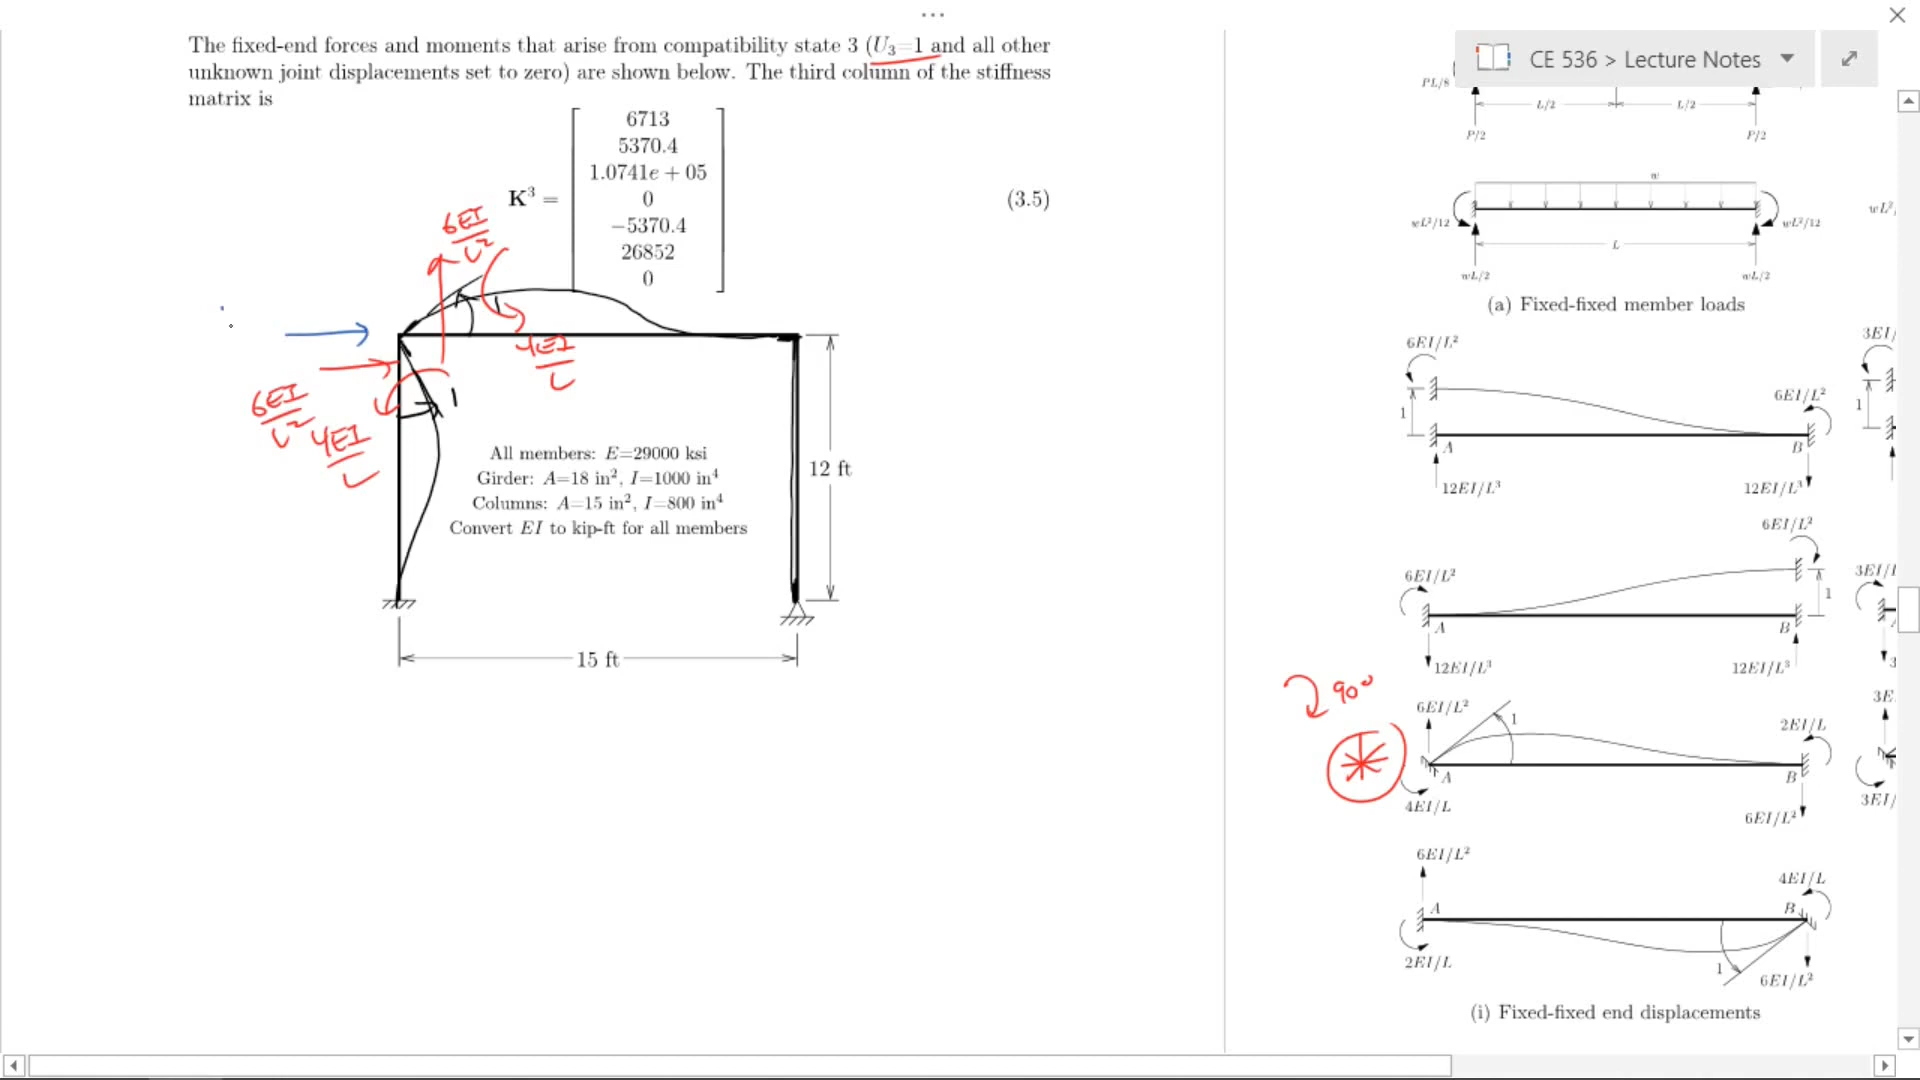 ...
The fixed-end forces and moments that arise from compatibility state 3 (U₃=1 and all other
unknown joint displacements set to zero) are shown below. The third column of the stiffness
matrix is
6713
5370.4
1.0741e + 05
K³ = 0 (3.5)
−5370.4
26852
0
6EI/L²
1
4EI/L
6EI/L²
4EI/L
1
All members: E=29000 ksi
Girder: A=18 in², I=1000 in⁴
Columns: A=15 in², I=800 in⁴
Convert EI to kip-ft for all members
12 ft
15 ft
CE 536 > Lecture Notes
PL/8
L/2 L/2
P/2 P/2
w
wL²/12 wL²/12
L
wL/2 wL/2
(a) Fixed-fixed member loads
6EI/L²
6EI/L²
1
A B
12EI/L³ 12EI/L³
6EI/L²
6EI/L²
1
A B
12EI/L³ 12EI/L³
90°
6EI/L²
1
2EI/L
A B
4EI/L
6EI/L²
6EI/L²
4EI/L
A B
2EI/L
1
6EI/L²
(i) Fixed-fixed end displacements
1